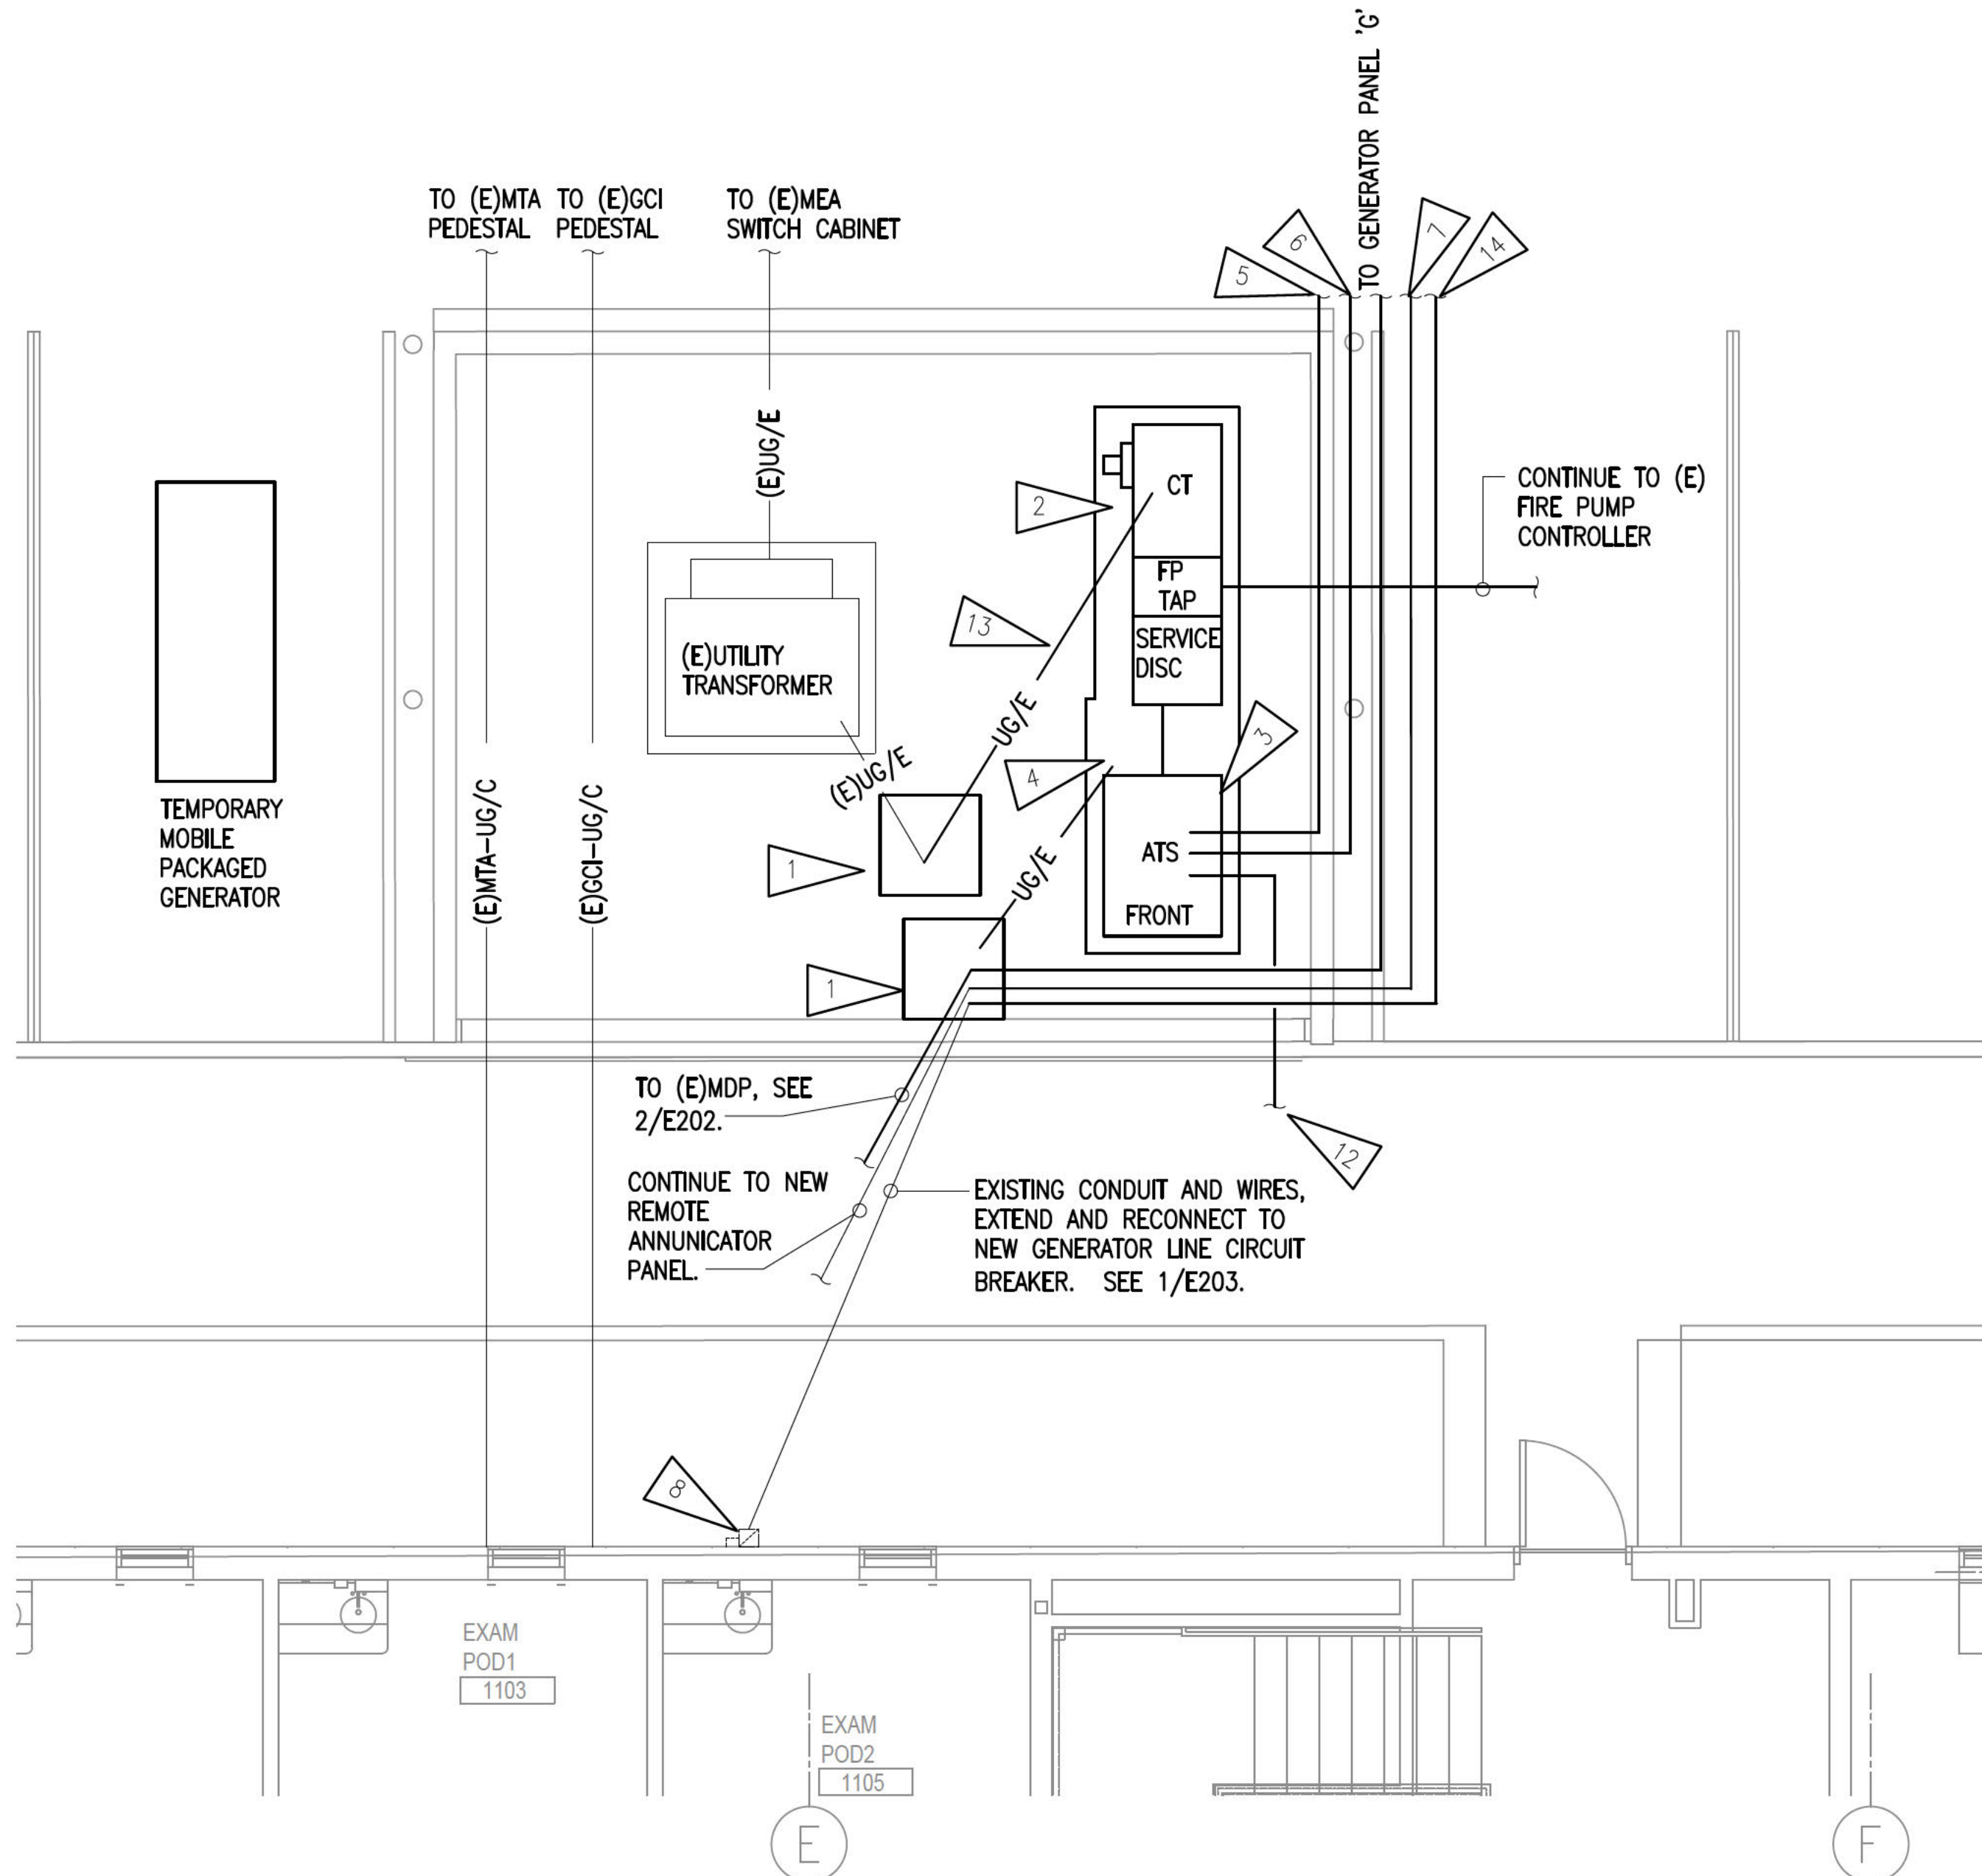 TO GENERATOR PANEL 'G'
TO (E)MTA
PEDESTAL
TO (E)GCI
PEDESTAL
TO (E)MEA
SWITCH CABINET
5
6
7
14
(E)UG/E
CT
2
CONTINUE TO (E)
FIRE PUMP
CONTROLLER
FP
TAP
13
SERVICE
DISC
(E)UTILITY
TRANSFORMER
UG/E
3
4
(E)UG/E
TEMPORARY
MOBILE
PACKAGED
GENERATOR
(E)MTA-UG/C
(E)GCI-UG/C
1
UG/E
ATS
FRONT
1
TO (E)MDP, SEE
2/E202.
12
CONTINUE TO NEW
REMOTE
ANNUNICATOR
PANEL.
EXISTING CONDUIT AND WIRES,
EXTEND AND RECONNECT TO
NEW GENERATOR LINE CIRCUIT
BREAKER. SEE 1/E203.
8
EXAM
POD1
1103
EXAM
POD2
1105
E
F